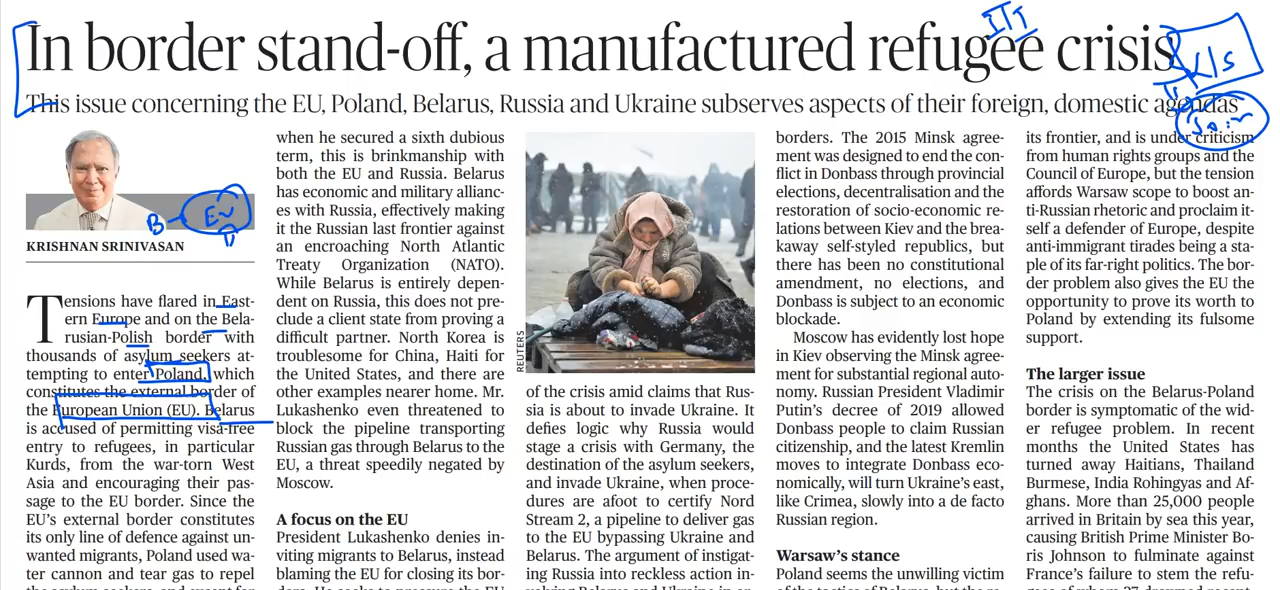 In border stand-off, a manufactured refugee crisis
This issue concerning the EU, Poland, Belarus, Russia and Ukraine subserves aspects of their foreign, domestic agendas
KRISHNAN SRINIVASAN
B
EU
Tensions have flared in East-
ern Europe and on the Bela-
rusian-Polish border with
thousands of asylum seekers at-
tempting to enter Poland, which
constitutes the external border of
the European Union (EU). Belarus
is accused of permitting visa-free
entry to refugees, in particular
Kurds, from the war-torn West
Asia and encouraging their pas-
sage to the EU border. Since the
EU's external border constitutes
its only line of defence against un-
wanted migrants, Poland used wa-
ter cannon and tear gas to repel
when he secured a sixth dubious
term, this is brinkmanship with
both the EU and Russia. Belarus
has economic and military allianc-
es with Russia, effectively making
it the Russian last frontier against
an encroaching North Atlantic
Treaty Organization (NATO).
While Belarus is entirely depen-
dent on Russia, this does not pre-
clude a client state from proving a
difficult partner. North Korea is
troublesome for China, Haiti for
the United States, and there are
other examples nearer home. Mr.
Lukashenko even threatened to
block the pipeline transporting
Russian gas through Belarus to the
EU, a threat speedily negated by
Moscow.
A focus on the EU
President Lukashenko denies in-
viting migrants to Belarus, instead
blaming the EU for closing its bor-
REUTERS
of the crisis amid claims that Rus-
sia is about to invade Ukraine. It
defies logic why Russia would
stage a crisis with Germany, the
destination of the asylum seekers,
and invade Ukraine, when proce-
dures are afoot to certify Nord
Stream 2, a pipeline to deliver gas
to the EU bypassing Ukraine and
Belarus. The argument of instigat-
ing Russia into reckless action in-
borders. The 2015 Minsk agree-
ment was designed to end the con-
flict in Donbass through provincial
elections, decentralisation and the
restoration of socio-economic re-
lations between Kiev and the brea-
kaway self-styled republics, but
there has been no constitutional
amendment, no elections, and
Donbass is subject to an economic
blockade.
Moscow has evidently lost hope
in Kiev observing the Minsk agree-
ment for substantial regional auto-
nomy. Russian President Vladimir
Putin's decree of 2019 allowed
Donbass people to claim Russian
citizenship, and the latest Kremlin
moves to integrate Donbass eco-
nomically, will turn Ukraine's east,
like Crimea, slowly into a de facto
Russian region.
Warsaw's stance
Poland seems the unwilling victim
its frontier, and is under criticism
from human rights groups and the
Council of Europe, but the tension
affords Warsaw scope to boost an-
ti-Russian rhetoric and proclaim it-
self a defender of Europe, despite
anti-immigrant tirades being a sta-
ple of its far-right politics. The bor-
der problem also gives the EU the
opportunity to prove its worth to
Poland by extending its fulsome
support.
The larger issue
The crisis on the Belarus-Poland
border is symptomatic of the wid-
er refugee problem. In recent
months the United States has
turned away Haitians, Thailand
Burmese, India Rohingyas and Af-
ghans. More than 25,000 people
arrived in Britain by sea this year,
causing British Prime Minister Bo-
ris Johnson to fulminate against
France's failure to stem the refu-